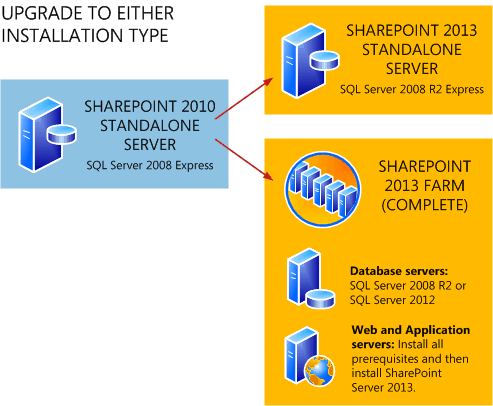 UPGRADE TO EITHER
INSTALLATION TYPE
SHAREPOINT 2010
STANDALONE
SERVER
SQL Server 2008 Express
SHAREPOINT 2013
STANDALONE
SERVER
SQL Server 2008 R2 Express
SHAREPOINT
2013 FARM
(COMPLETE)
Database servers:
SQL Server 2008 R2 or
SQL Server 2012
Web and Application
servers: Install all
prerequisites and then
install SharePoint
Server 2013.